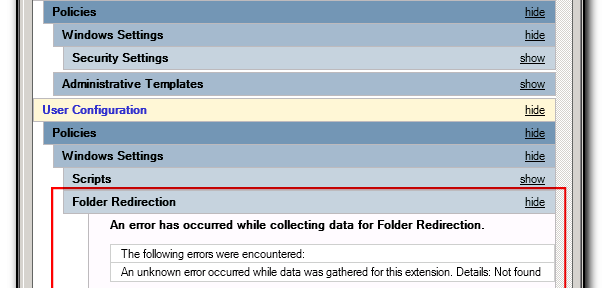 Policies hide
Windows Settings hide
Security Settings show
Administrative Templates show
User Configuration hide
Policies hide
Windows Settings hide
Scripts show
Folder Redirection hide
An error has occurred while collecting data for Folder Redirection.
The following errors were encountered:
An unknown error occurred while data was gathered for this extension. Details: Not found